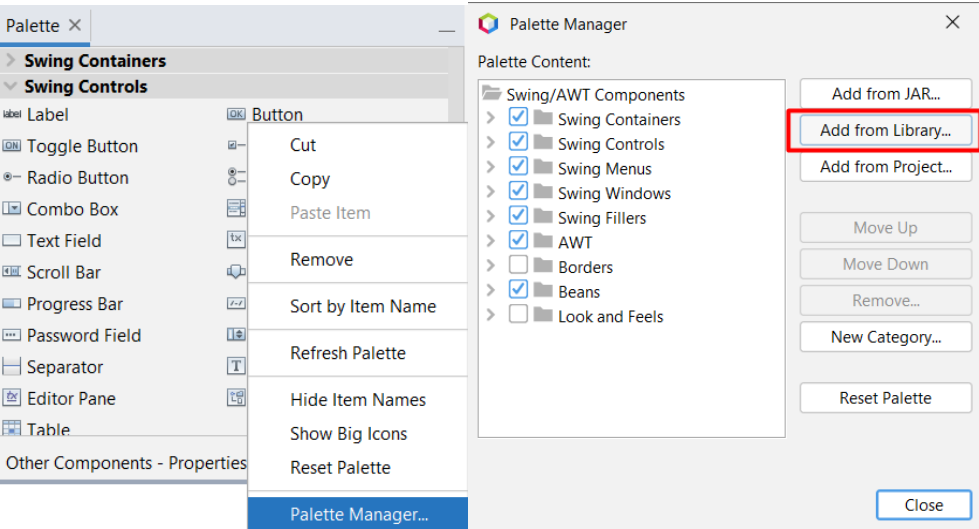 Palette
Swing Containers
Swing Controls
label Label
OK Button
ON Toggle Button
Radio Button
Combo Box
Text Field
tx
Scroll Bar
Progress Bar
Password Field
Separator
T
Editor Pane
Table
Other Components - Properties
Cut
Copy
Paste Item
Remove
Sort by Item Name
Refresh Palette
Hide Item Names
Show Big Icons
Reset Palette
Palette Manager...
Palette Manager
Palette Content:
Swing/AWT Components
Swing Containers
Swing Controls
Swing Menus
Swing Windows
Swing Fillers
AWT
Borders
Beans
Look and Feels
Add from JAR...
Add from Library...
Add from Project...
Move Up
Move Down
Remove...
New Category...
Reset Palette
Close